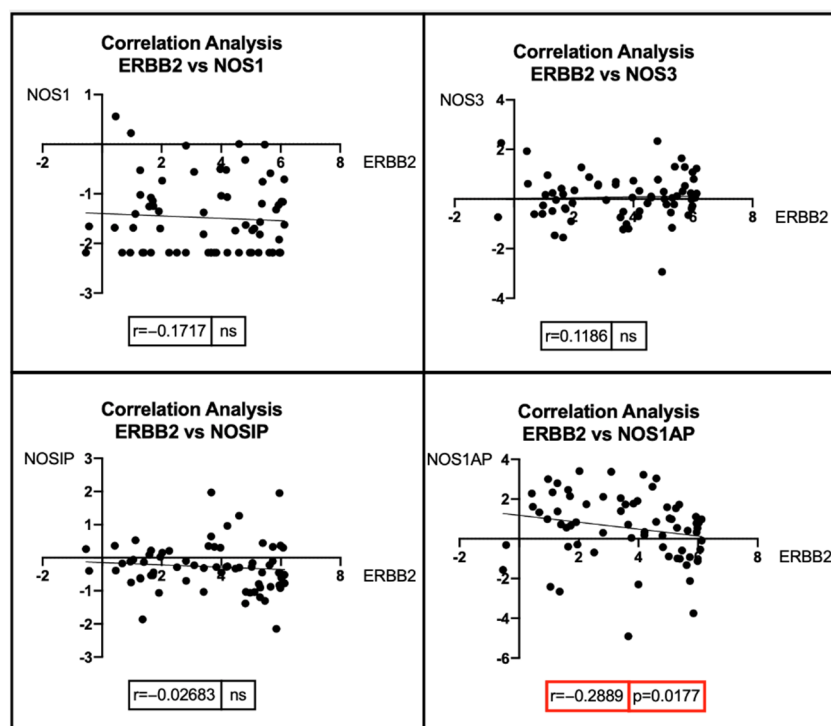 Correlation Analysis
ERBB2 vs NOS1
NOS1
1
-2
2
4
6
8
ERBB2
-1
-2
-3
r=−0.1717 ns
Correlation Analysis
ERBB2 vs NOS3
NOS3
4
2
-2
2
4
6
8
ERBB2
-2
-4
r=0.1186 ns
Correlation Analysis
ERBB2 vs NOSIP
NOSIP
3
2
1
-2
2
4
6
8
ERBB2
-1
-2
-3
r=−0.02683 ns
Correlation Analysis
ERBB2 vs NOS1AP
NOS1AP
4
2
-2
2
4
6
8
ERBB2
-2
-4
-6
r=−0.2889 p=0.0177